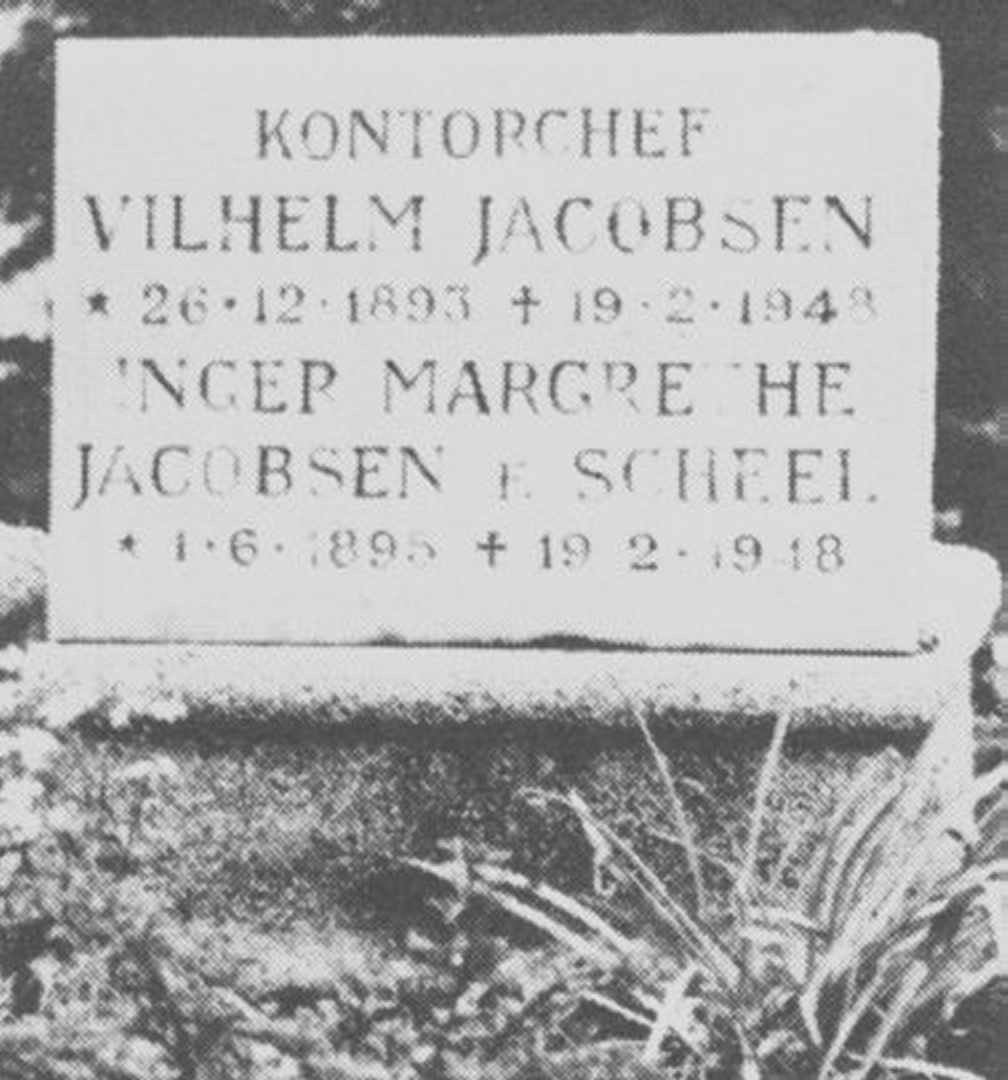 KONTORCHEF
VILHELM JACOBSEN
* 26·12·1893 † 19·2·1948
INGER MARGRETHE
JACOBSEN F. SCHEEL
* 1·6·1895 † 19·2·1948